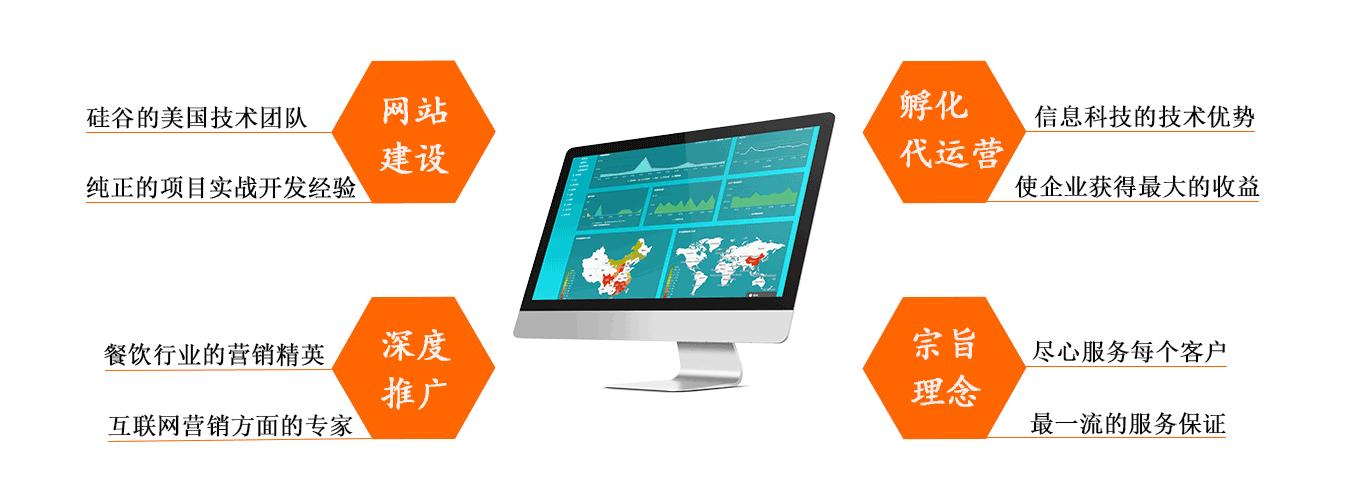 网站
建设
硅谷的美国技术团队
纯正的项目实战开发经验
孵化
代运营
信息科技的技术优势
使企业获得最大的收益
深度
推广
餐饮行业的营销精英
互联网营销方面的专家
宗旨
理念
尽心服务每个客户
最一流的服务保证